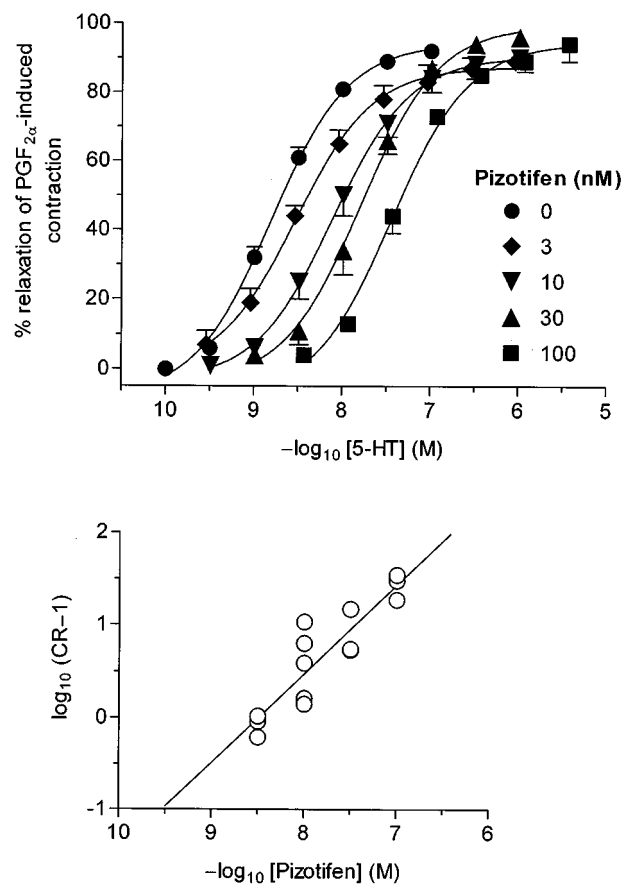 % relaxation of PGF2α-induced
contraction
100
80
60
40
20
0
Pizotifen (nM)
0
3
10
30
100
10 9 8 7 6 5
−log10 [5-HT] (M)
log10 (CR−1)
2
1
0
-1
10 9 8 7 6
−log10 [Pizotifen] (M)